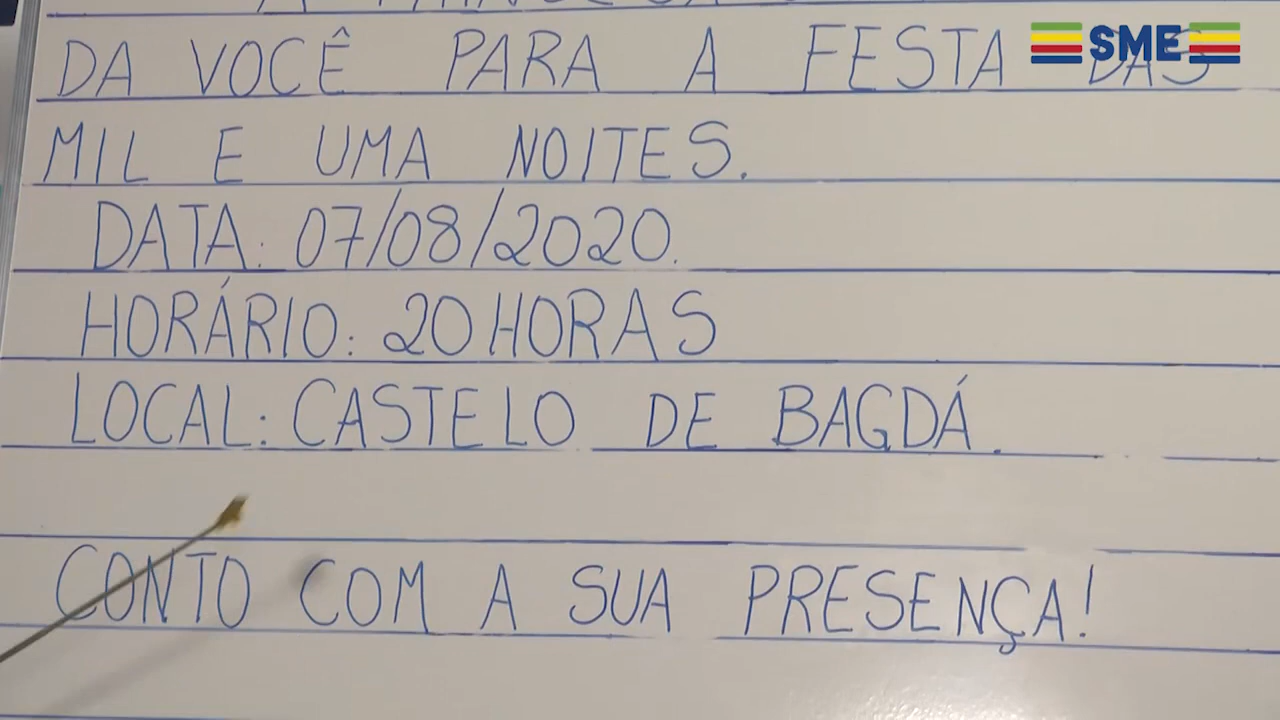 DA VOCÊ PARA A FESTA DAS
SME
MIL E UMA NOITES.
DATA: 07/08/2020.
HORÁRIO: 20 HORAS
LOCAL: CASTELO DE BAGDÁ.
CONTO COM A SUA PRESENÇA!